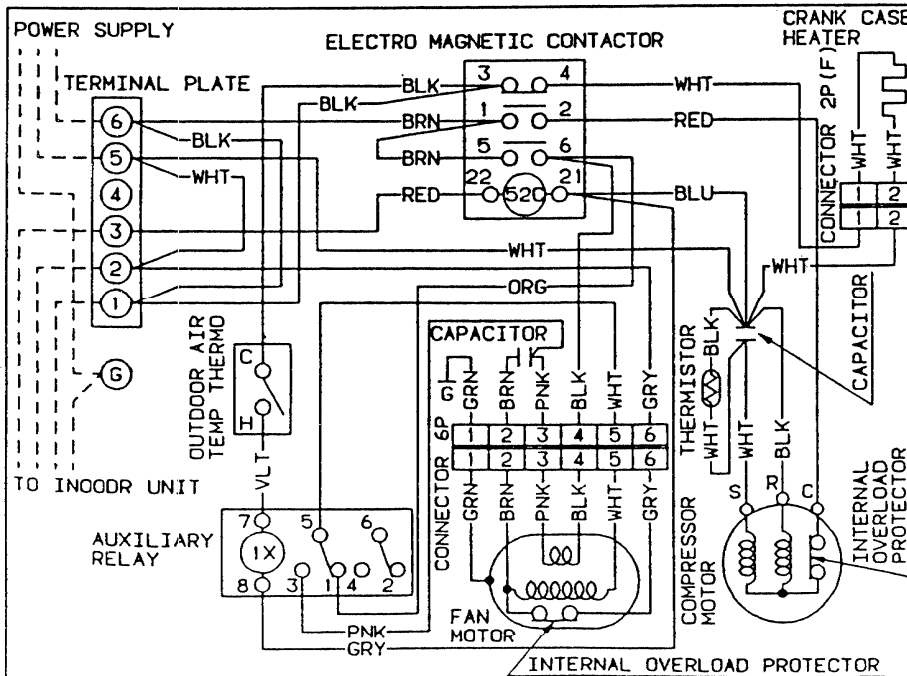 POWER SUPPLY
ELECTRO MAGNETIC CONTACTOR
CRANK CASE
HEATER
TERMINAL PLATE
6
5
4
3
2
1
G
BLK
WHT
BLK
BLK
BRN
BRN
RED
3 4
1 2
5 6
22 52C 21
WHT
RED
BLU
CONNECTOR 2P(F)
WHT
WHT
1 2
1 2
WHT
WHT
ORG
CAPACITOR
CAPACITOR
OUTDOOR AIR
TEMP THERMO
C
H
VLT
G
GRN
BRN
PNK
BLK
WHT
GRY
CONNECTOR 6P
1 2 3 4 5 6
1 2 3 4 5 6
GRN
BRN
PNK
BLK
WHT
GRY
THERMISTOR
BLK
WHT
WHT
BLK
TO INOODR UNIT
AUXILIARY
RELAY
7 5 6
1X
8 3 1 4 2
PNK
GRY
FAN
MOTOR
COMPRESSOR
MOTOR
S R C
INTERNAL
OVERLOAD
PROTECTOR
INTERNAL OVERLOAD PROTECTOR